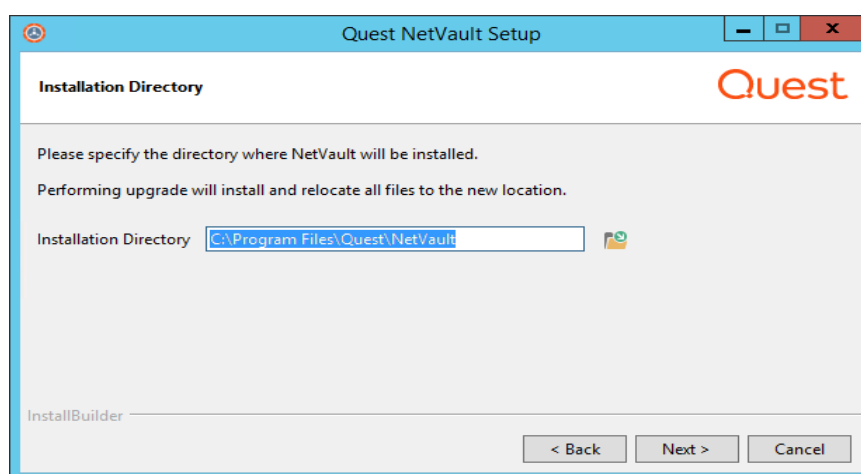 Quest NetVault Setup
Installation Directory
Quest
Please specify the directory where NetVault will be installed.
Performing upgrade will install and relocate all files to the new location.
Installation Directory C:\Program Files\Quest\NetVault
InstallBuilder
< Back Next > Cancel